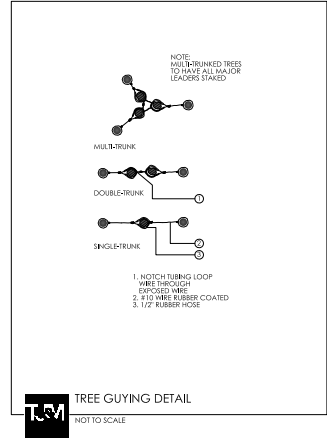 NOTE:
MULTI-TRUNKED TREES
TO HAVE ALL MAJOR
LEADERS STAKED
MULTI-TRUNK
DOUBLE-TRUNK
1
SINGLE-TRUNK
2
3
1. NOTCH TUBING LOOP
WIRE THROUGH
EXPOSED WIRE
2. #10 WIRE RUBBER COATED
3. 1/2" RUBBER HOSE
TREE GUYING DETAIL
NOT TO SCALE